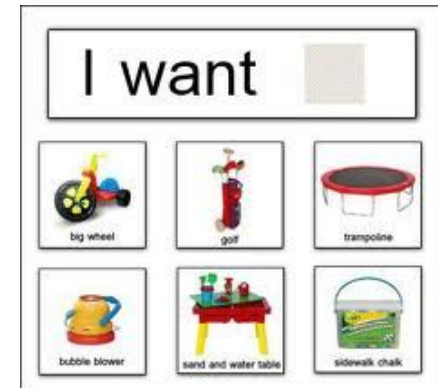 I want
big wheel
golf
trampoline
bubble blower
sand and water table
sidewalk chalk